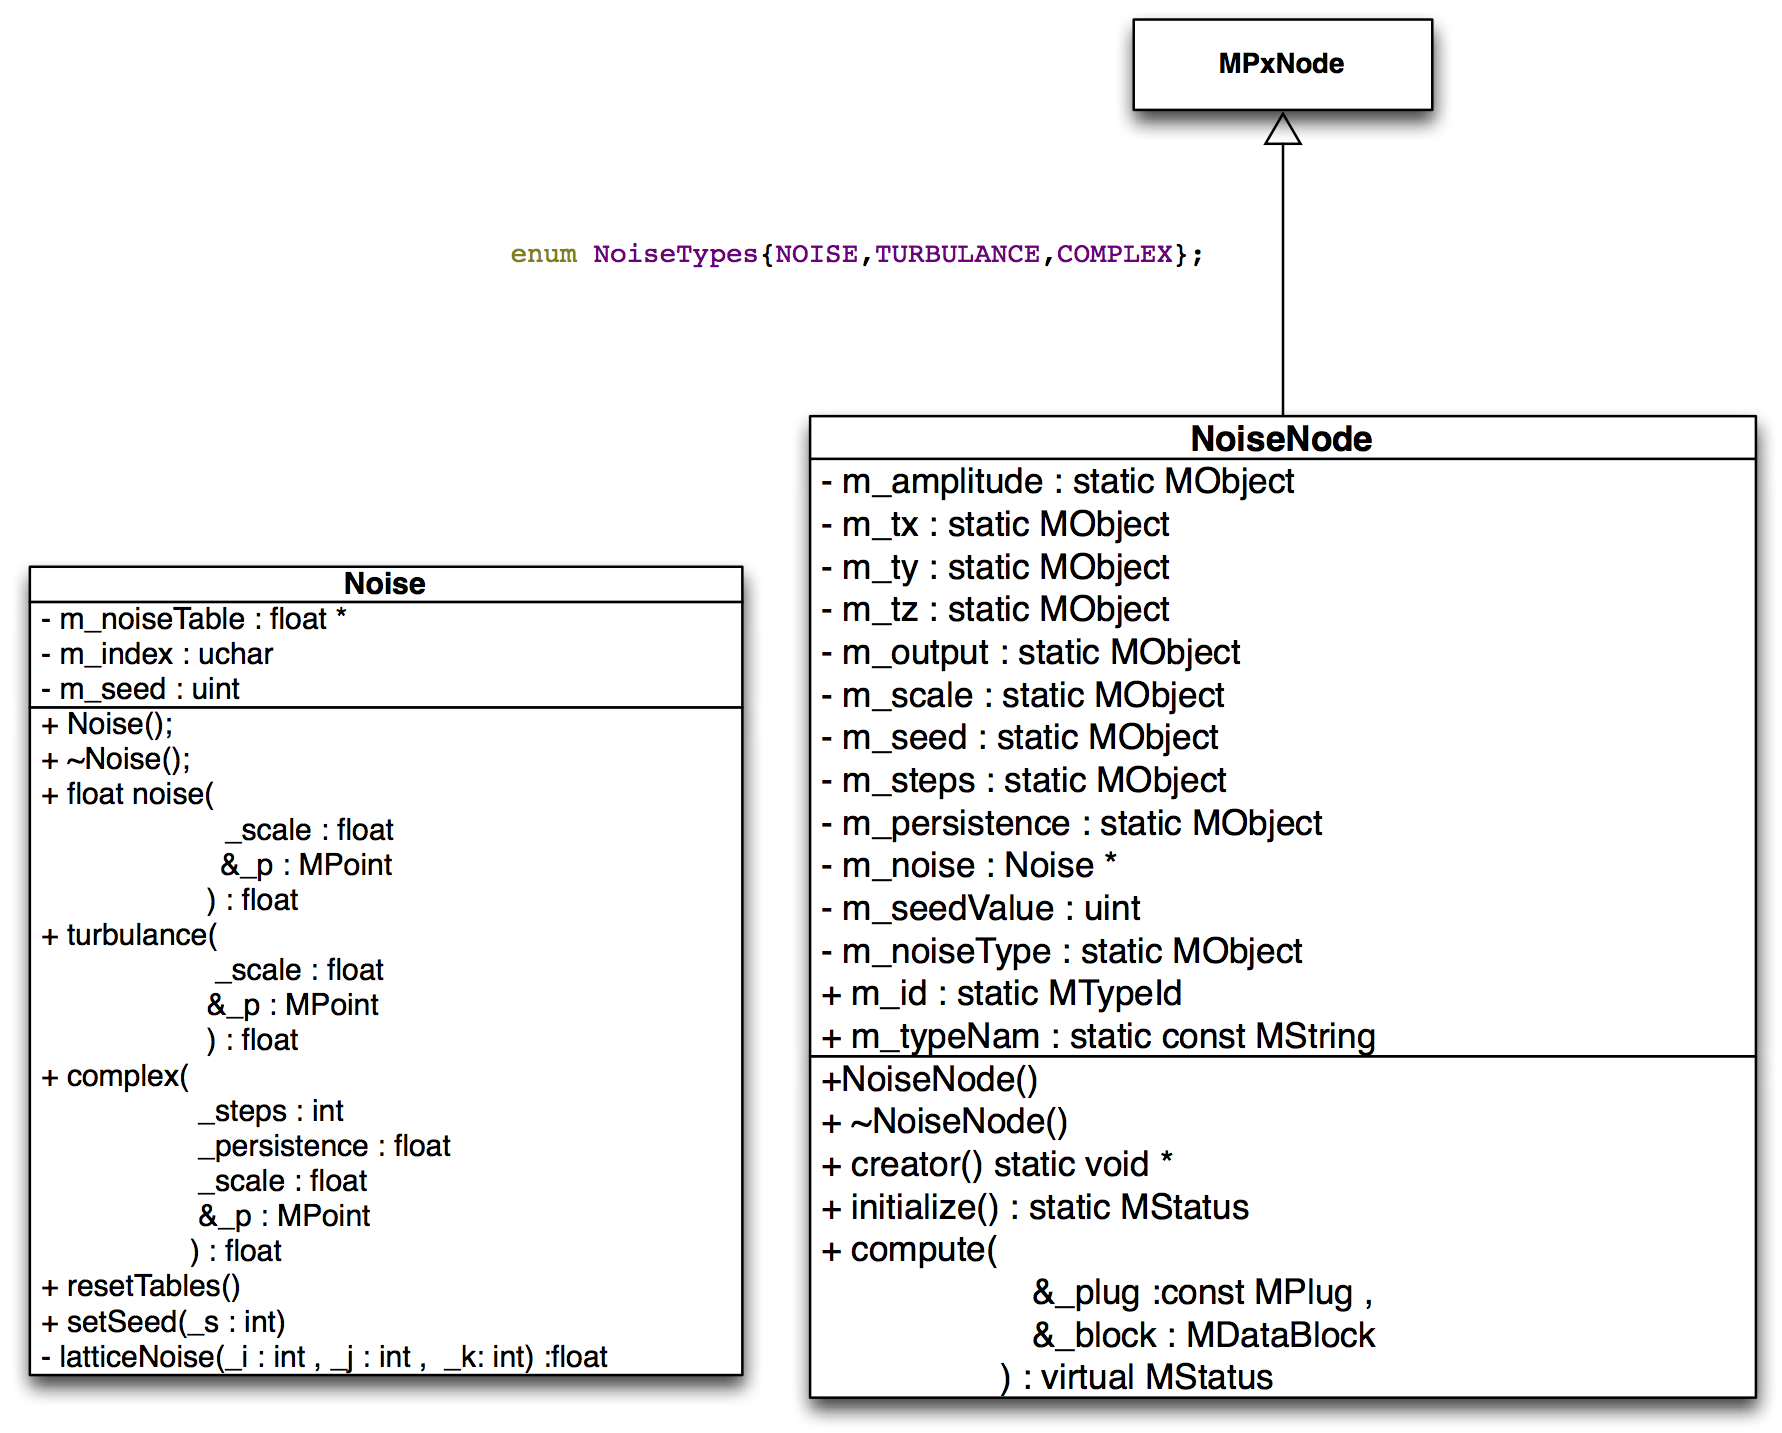 MPxNode
enum NoiseTypes{NOISE,TURBULANCE,COMPLEX};
Noise
- m_noiseTable : float *
- m_index : uchar
- m_seed : uint
+ Noise();
+ ~Noise();
+ float noise(
_scale : float
&_p : MPoint
) : float
+ turbulance(
_scale : float
&_p : MPoint
) : float
+ complex(
_steps : int
_persistence : float
_scale : float
&_p : MPoint
) : float
+ resetTables()
+ setSeed(_s : int)
- latticeNoise(_i : int , _j : int , _k: int) :float
NoiseNode
- m_amplitude : static MObject
- m_tx : static MObject
- m_ty : static MObject
- m_tz : static MObject
- m_output : static MObject
- m_scale : static MObject
- m_seed : static MObject
- m_steps : static MObject
- m_persistence : static MObject
- m_noise : Noise *
- m_seedValue : uint
- m_noiseType : static MObject
+ m_id : static MTypeId
+ m_typeNam : static const MString
+NoiseNode()
+ ~NoiseNode()
+ creator() static void *
+ initialize() : static MStatus
+ compute(
&_plug :const MPlug ,
&_block : MDataBlock
) : virtual MStatus